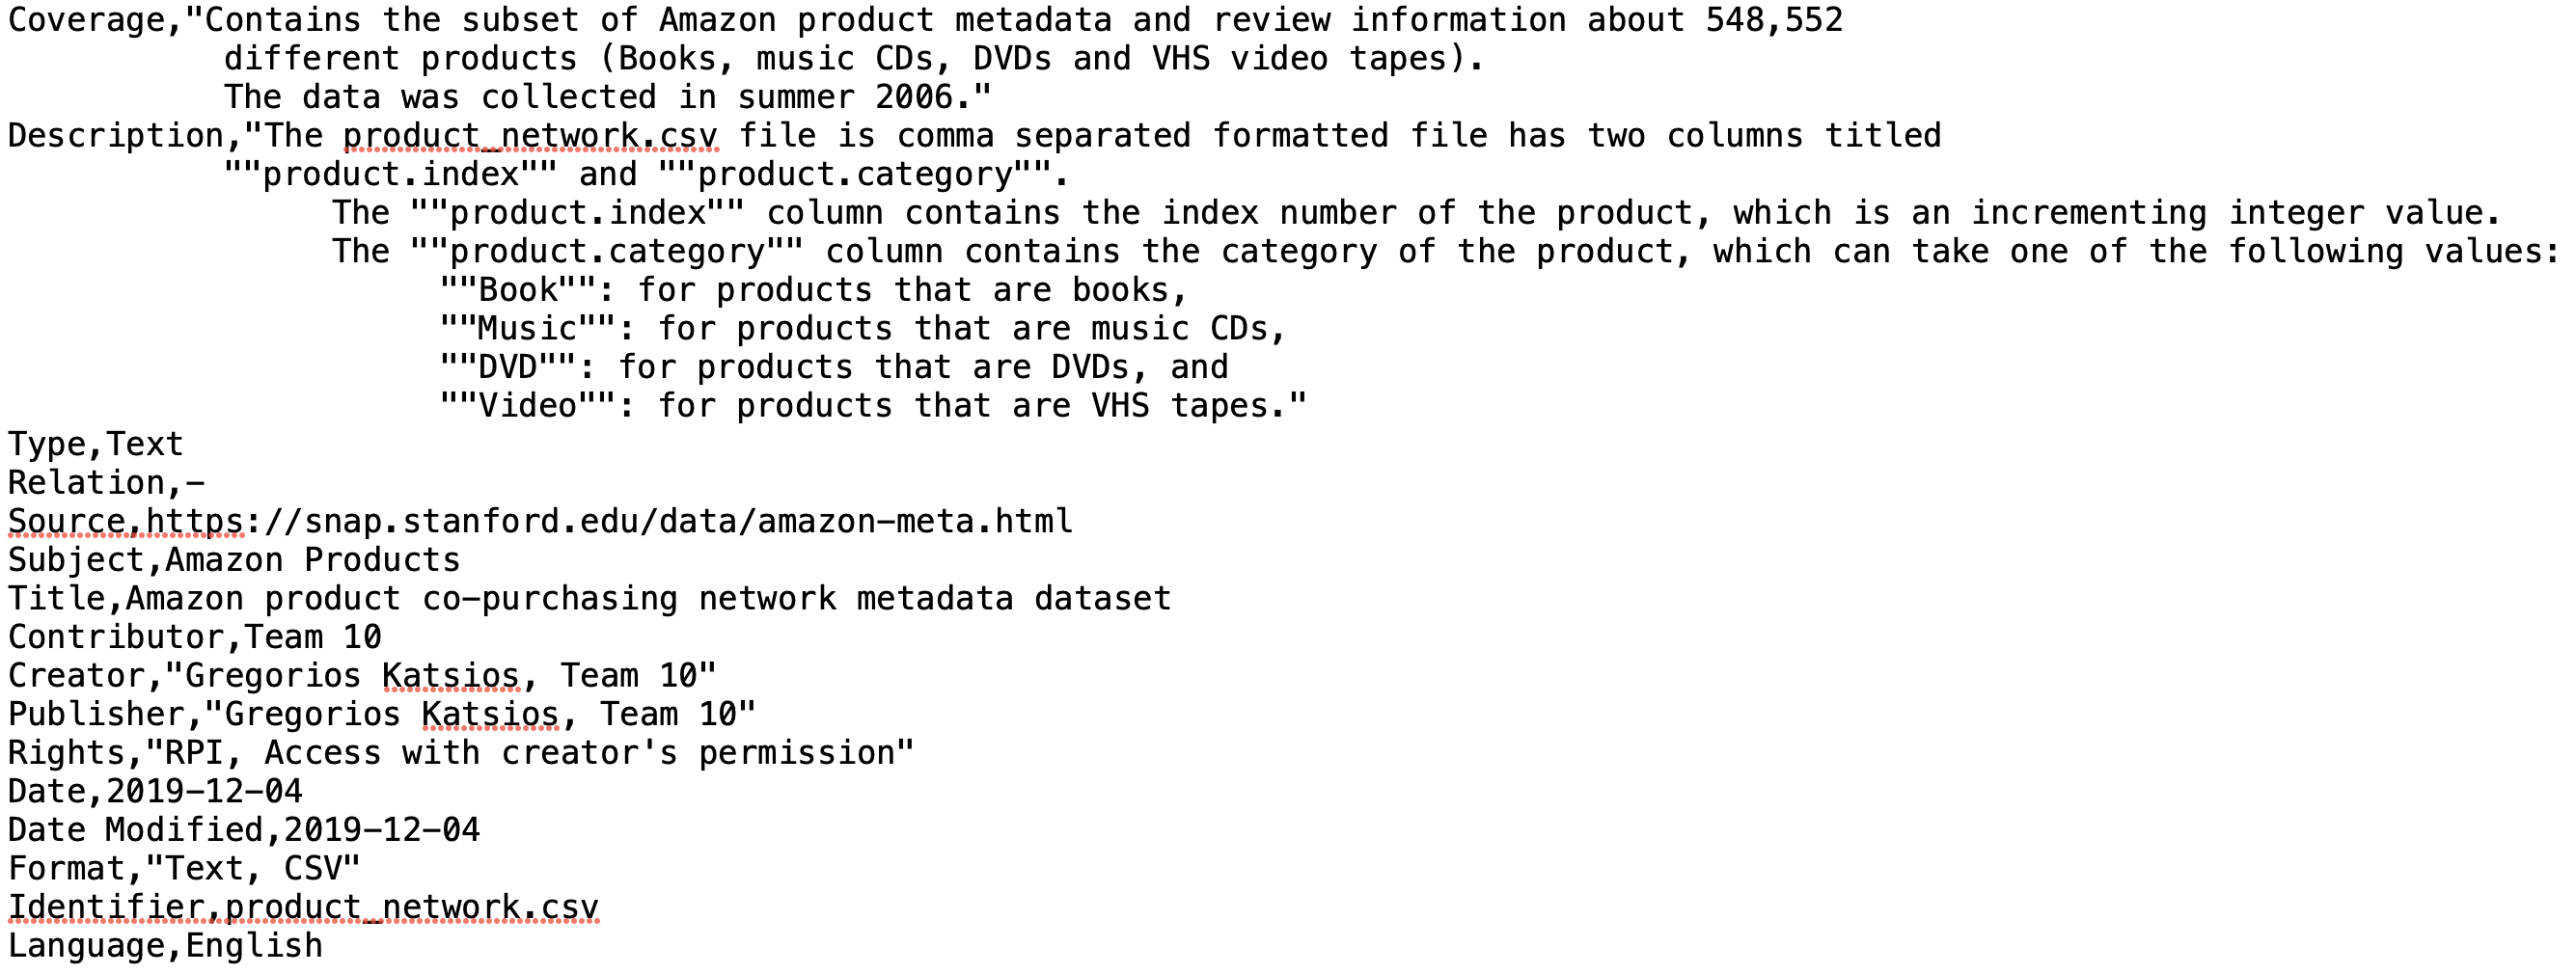 Coverage,"Contains the subset of Amazon product metadata and review information about 548,552
different products (Books, music CDs, DVDs and VHS video tapes).
The data was collected in summer 2006."
Description,"The product_network.csv file is comma separated formatted file has two columns titled
""product.index"" and ""product.category"".
The ""product.index"" column contains the index number of the product, which is an incrementing integer value.
The ""product.category"" column contains the category of the product, which can take one of the following values:
""Book"": for products that are books,
""Music"": for products that are music CDs,
""DVD"": for products that are DVDs, and
""Video"": for products that are VHS tapes."
Type,Text
Relation,-
Source,https://snap.stanford.edu/data/amazon-meta.html
Subject,Amazon Products
Title,Amazon product co-purchasing network metadata dataset
Contributor,Team 10
Creator,"Gregorios Katsios, Team 10"
Publisher,"Gregorios Katsios, Team 10"
Rights,"RPI, Access with creator's permission"
Date,2019-12-04
Date Modified,2019-12-04
Format,"Text, CSV"
Identifier,product_network.csv
Language,English